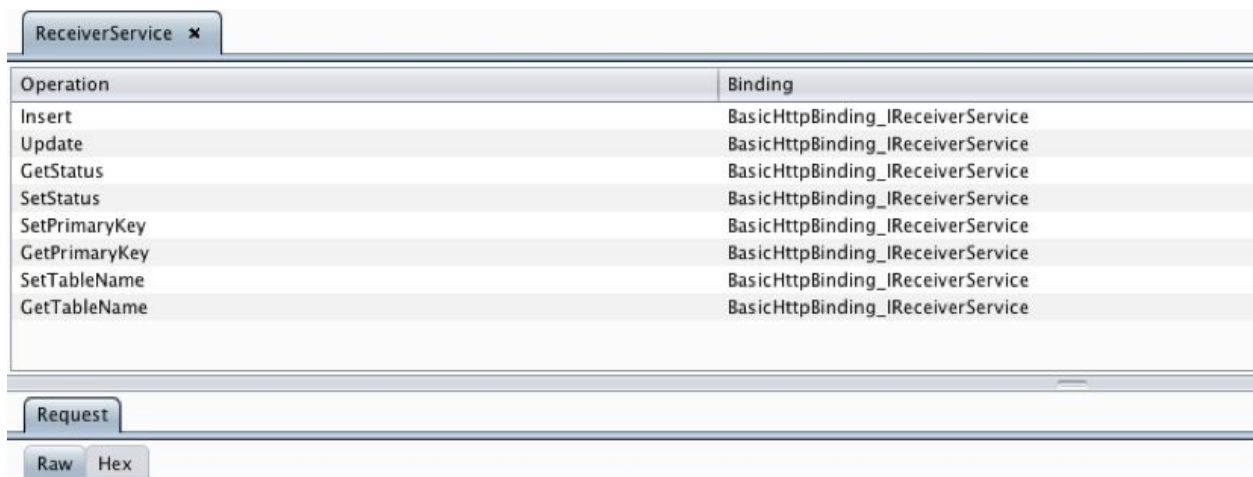 ReceiverService ×
Operation Binding
Insert BasicHttpBinding_IReceiverService
Update BasicHttpBinding_IReceiverService
GetStatus BasicHttpBinding_IReceiverService
SetStatus BasicHttpBinding_IReceiverService
SetPrimaryKey BasicHttpBinding_IReceiverService
GetPrimaryKey BasicHttpBinding_IReceiverService
SetTableName BasicHttpBinding_IReceiverService
GetTableName BasicHttpBinding_IReceiverService
Request
Raw Hex